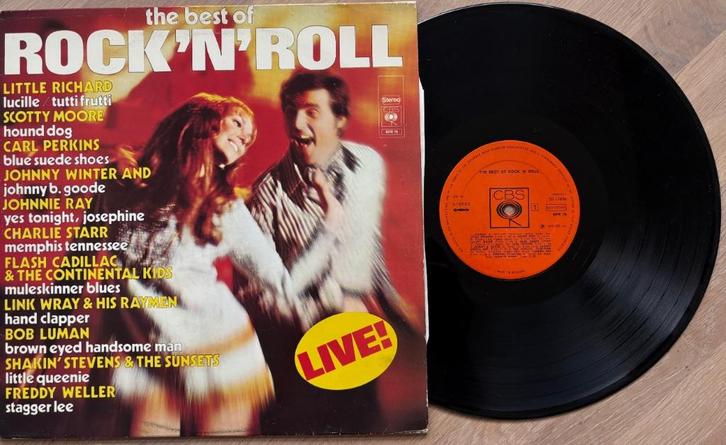 the best of
ROCK'N'ROLL
LITTLE RICHARD
lucille / tutti frutti
SCOTTY MOORE
hound dog
CARL PERKINS
blue suede shoes
JOHNNY WINTER AND
johnny b. goode
JOHNNIE RAY
yes tonight, josephine
CHARLIE STARR
memphis tennessee
FLASH CADILLAC
& THE CONTINENTAL KIDS
muleskinner blues
LINK WRAY & HIS RAYMEN
hand clapper
BOB LUMAN
brown eyed handsome man
SHAKIN' STEVENS & THE SUNSETS
little queenie
FREDDY WELLER
stagger lee
Stereo
CBS
LIVE!
THE BEST OF ROCK 'N' ROLL
CBS
1